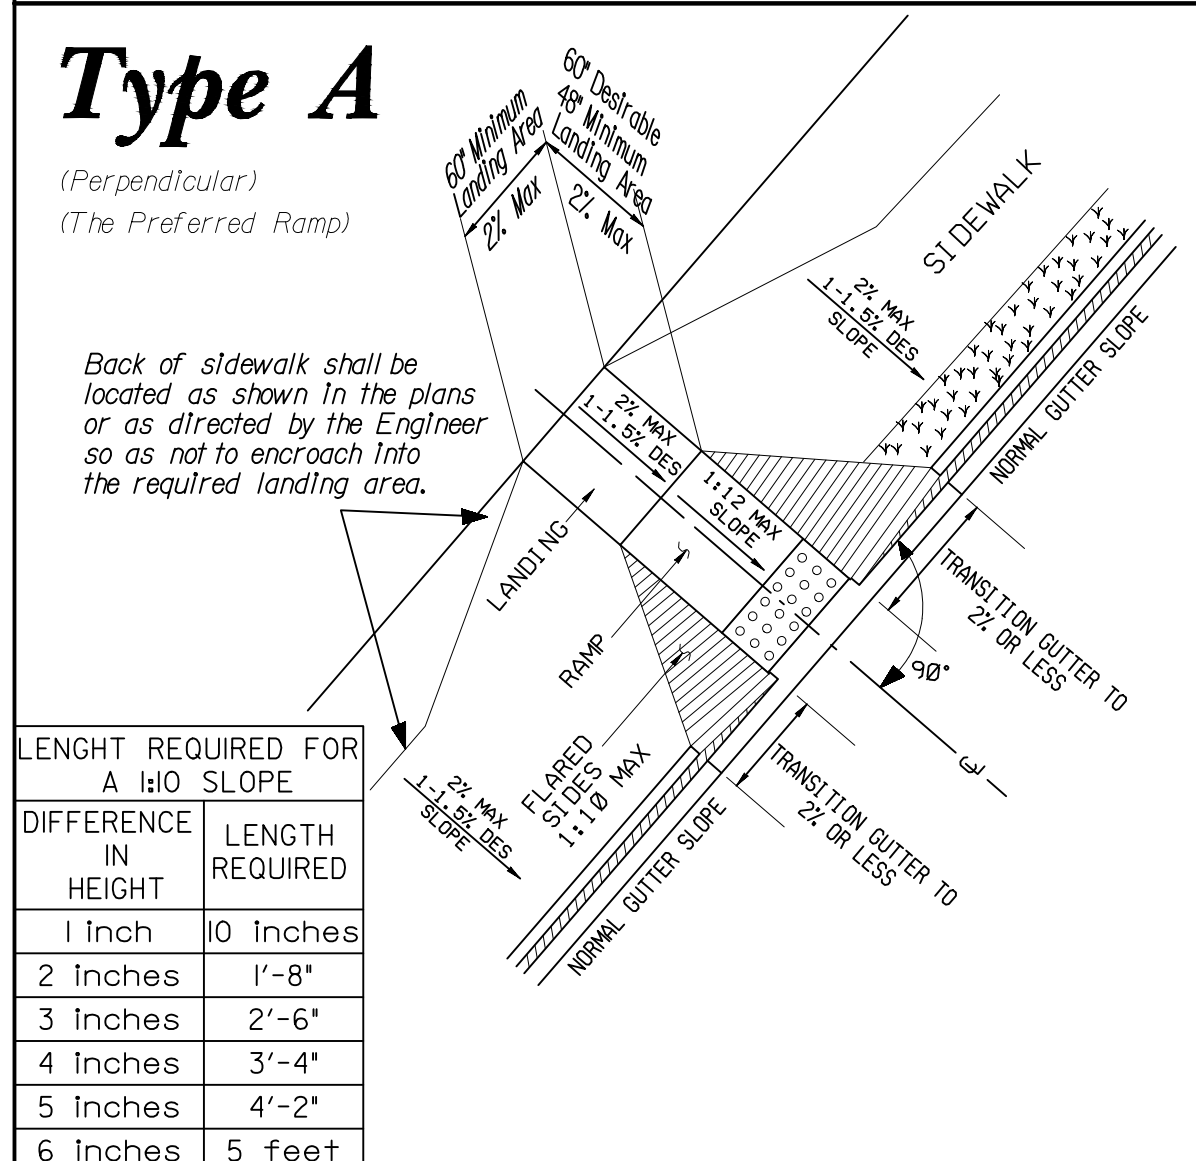 Type A
(Perpendicular)
(The Preferred Ramp)
60" Minimum
Landing Area
2% Max
60" Desirable
48" Minimum
Landing Area
2% Max
SIDEWALK
2% MAX
1-1.5% DES
SLOPE
NORMAL GUTTER SLOPE
Back of sidewalk shall be
located as shown in the plans
or as directed by the Engineer
so as not to encroach into
the required landing area.
2% MAX
1-1.5% DES
1:12 MAX
SLOPE
LANDING
RAMP
FLARED
SIDES
1:10 MAX
TRANSITION GUTTER TO
2% OR LESS
90°
TRANSITION GUTTER TO
2% OR LESS
2% MAX
1-1.5% DES
SLOPE
NORMAL GUTTER SLOPE
LENGHT REQUIRED FOR
A 1:10 SLOPE
DIFFERENCE
IN
HEIGHT
LENGTH
REQUIRED
1 inch 10 inches
2 inches 1'-8"
3 inches 2'-6"
4 inches 3'-4"
5 inches 4'-2"
6 inches 5 feet